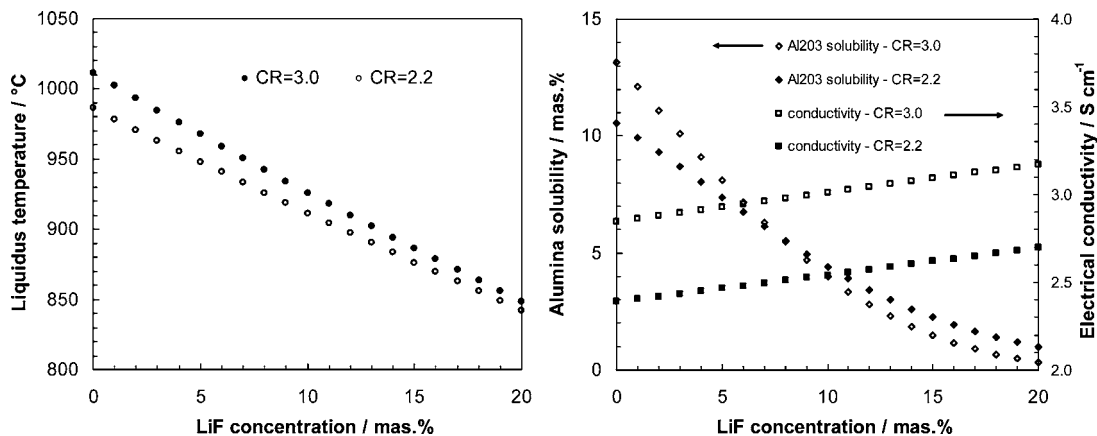 1050
1000
950
900
850
800
Liquidus temperature / °C
CR=3.0
CR=2.2
0
5
10
15
20
LiF concentration / mas.%
15
10
5
0
Alumina solubility / mas.%
Al203 solubility - CR=3.0
Al203 solubility - CR=2.2
conductivity - CR=3.0
conductivity - CR=2.2
4.0
3.5
3.0
2.5
2.0
Electrical conductivity / S cm⁻¹
0
5
10
15
20
LiF concentration / mas.%